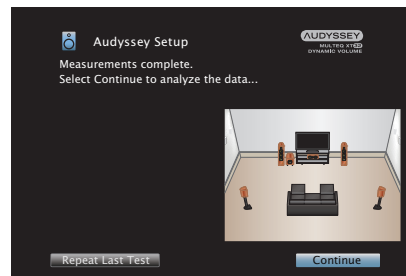 Audyssey Setup
AUDYSSEY
MULTEQ XT32
DYNAMIC VOLUME
Measurements complete.
Select Continue to analyze the data...
Repeat Last Test
Continue